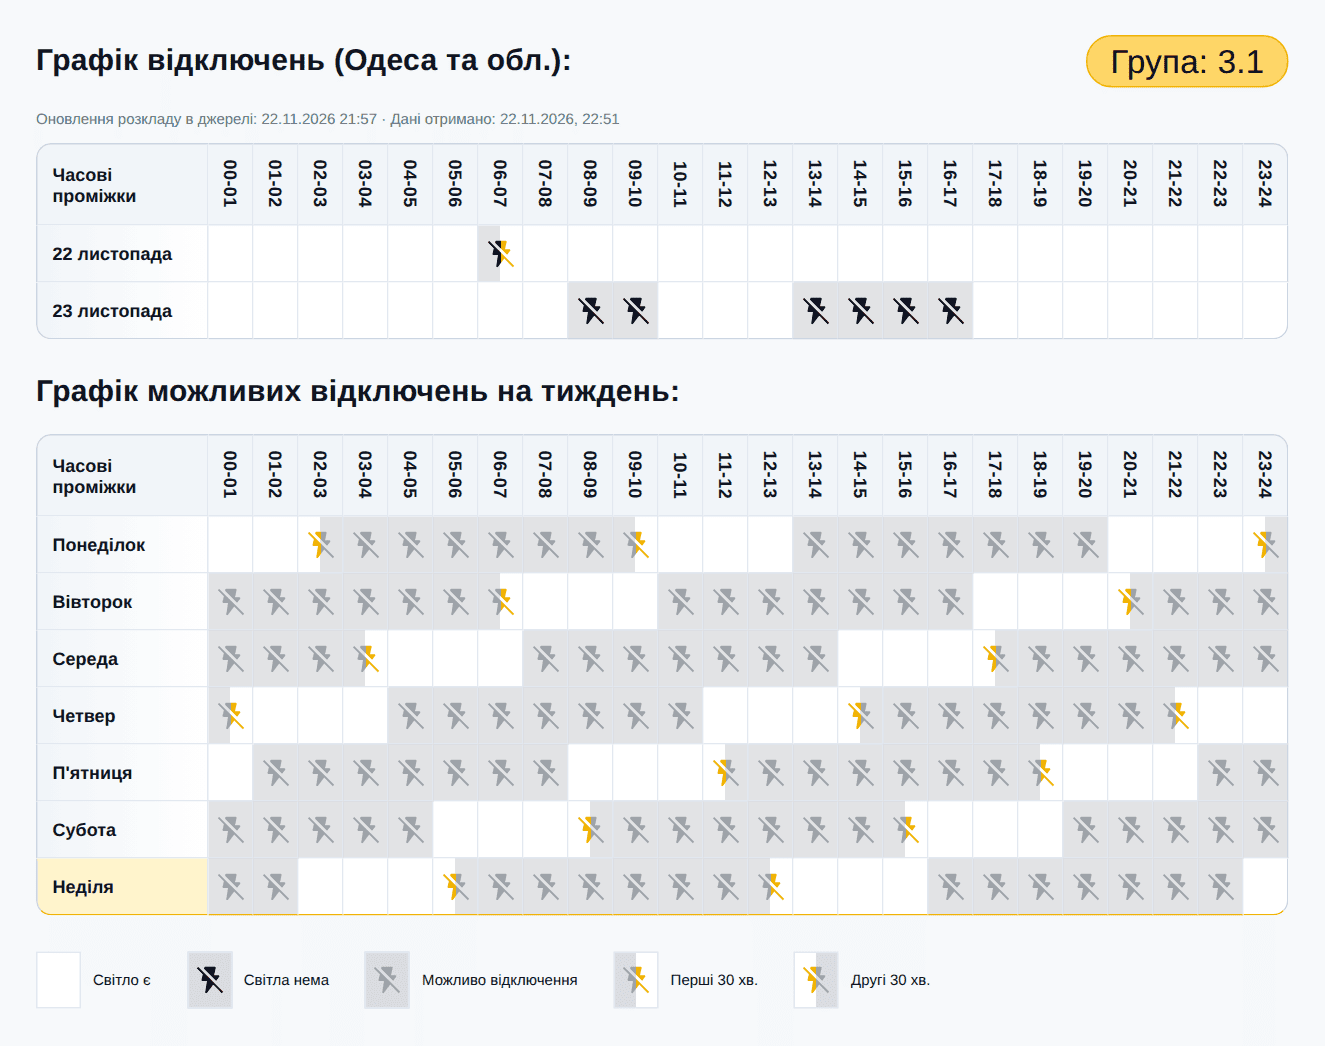 Графік відключень (Одеса та обл.):
Група: 3.1
Оновлення розкладу в джерелі: 22.11.2026 21:57 · Дані отримано: 22.11.2026, 22:51
Часові проміжки 00-01 01-02 02-03 03-04 04-05 05-06 06-07 07-08 08-09 09-10 10-11 11-12 12-13 13-14 14-15 15-16 16-17 17-18 18-19 19-20 20-21 21-22 22-23 23-24
22 листопада
23 листопада
Графік можливих відключень на тиждень:
Часові проміжки 00-01 01-02 02-03 03-04 04-05 05-06 06-07 07-08 08-09 09-10 10-11 11-12 12-13 13-14 14-15 15-16 16-17 17-18 18-19 19-20 20-21 21-22 22-23 23-24
Понеділок
Вівторок
Середа
Четвер
П'ятниця
Субота
Неділя
Світло є Світла нема Можливо відключення Перші 30 хв. Другі 30 хв.